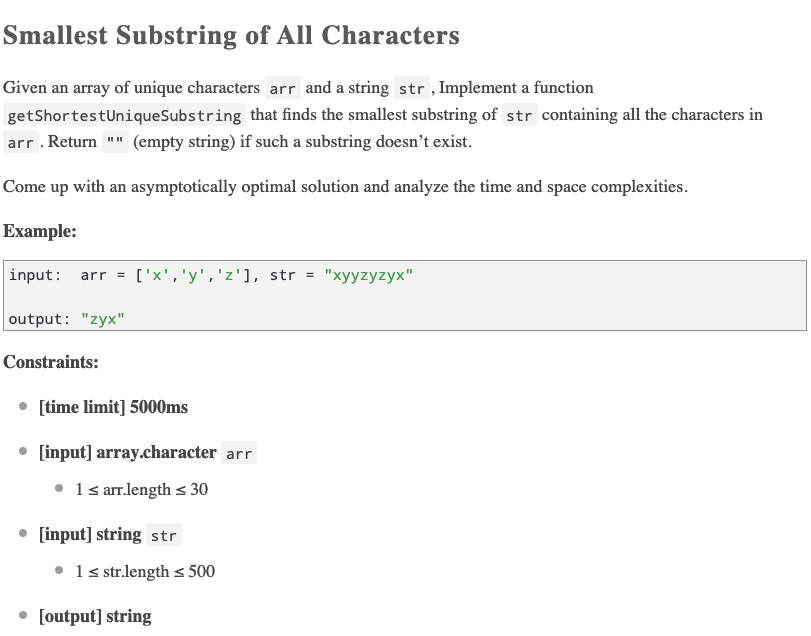 Smallest Substring of All Characters
Given an array of unique characters arr and a string str , Implement a function
getShortestUniqueSubstring that finds the smallest substring of str containing all the characters in
arr . Return "" (empty string) if such a substring doesn’t exist.
Come up with an asymptotically optimal solution and analyze the time and space complexities.
Example:
input:  arr = ['x','y','z'], str = "xyyzyzyx"
output: "zyx"
Constraints:
• [time limit] 5000ms
• [input] array.character arr
• 1 ≤ arr.length ≤ 30
• [input] string str
• 1 ≤ str.length ≤ 500
• [output] string